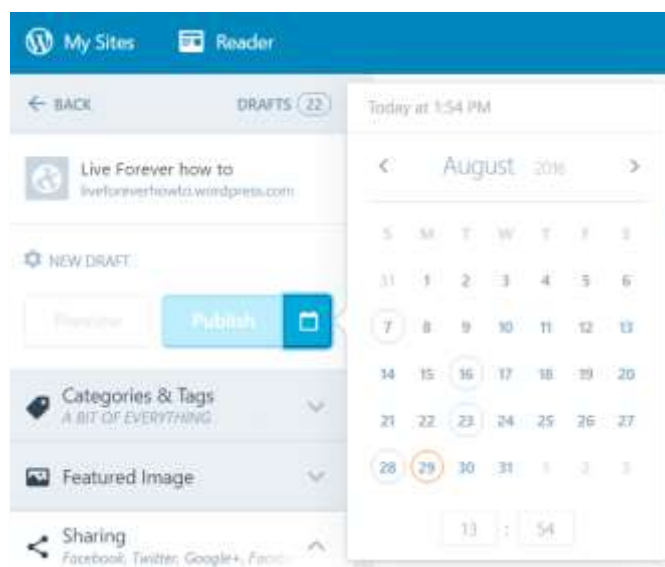 My Sites Reader
BACK DRAFTS 22
Live Forever how to
liveforeverhowto.wordpress.com
NEW DRAFT
Preview Publish
Categories & Tags
A BIT OF EVERYTHING
Featured Image
Sharing
Facebook, Twitter, Google+,
Today at 1:54 PM
August 2016
S M T W T F S
31 1 2 3 4 5 6
7 8 9 10 11 12 13
14 15 16 17 18 19 20
21 22 23 24 25 26 27
28 29 30 31 1 2 3
13 : 54